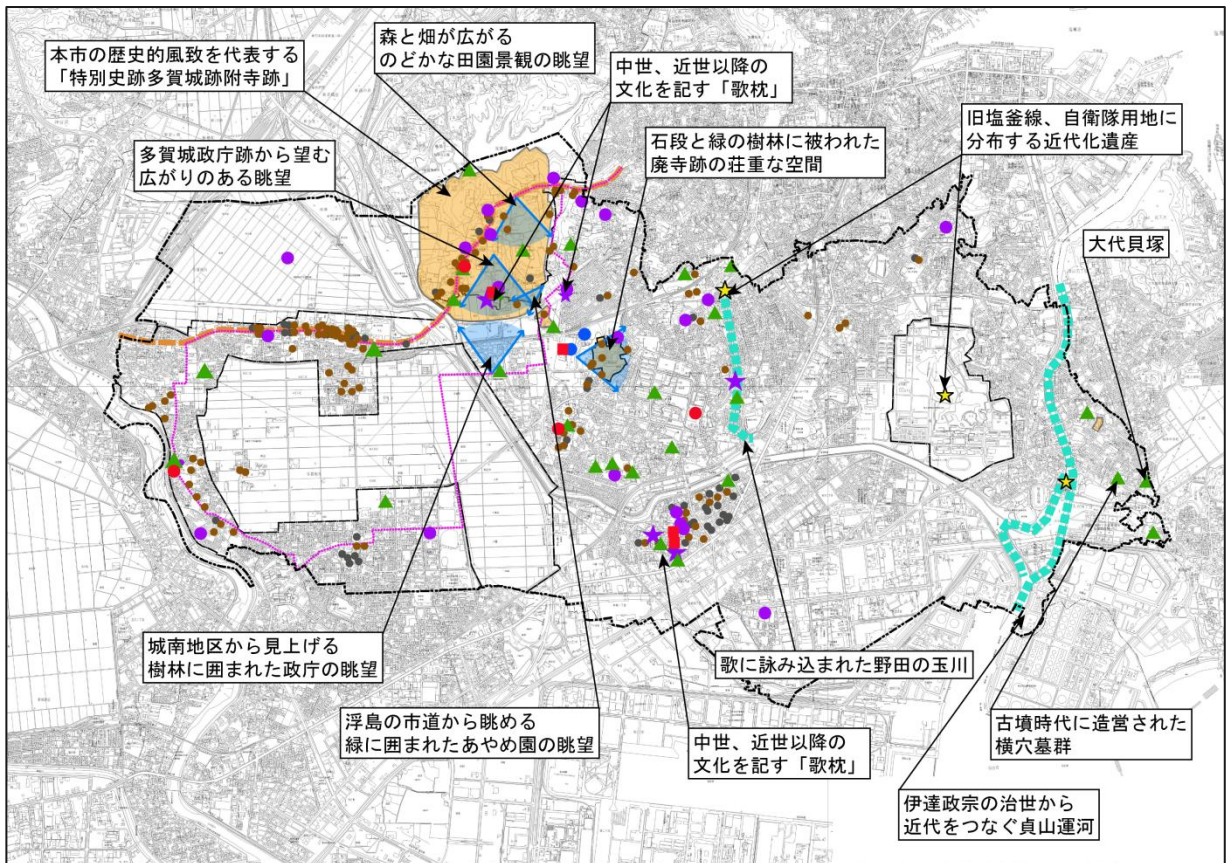 本市の歴史的風致を代表する
「特別史跡多賀城跡附寺跡」
森と畑が広がる
のどかな田園景観の眺望
中世、近世以降の
文化を記す「歌枕」
旧塩釜線、自衛隊用地に
分布する近代化遺産
多賀城政庁跡から望む
広がりのある眺望
石段と緑の樹林に被われた
廃寺跡の荘重な空間
大代貝塚
城南地区から見上げる
樹林に囲まれた政庁の眺望
歌に詠み込まれた野田の玉川
浮島の市道から眺める
緑に囲まれたあやめ園の眺望
中世、近世以降の
文化を記す「歌枕」
古墳時代に造営された
横穴墓群
伊達政宗の治世から
近代をつなぐ貞山運河